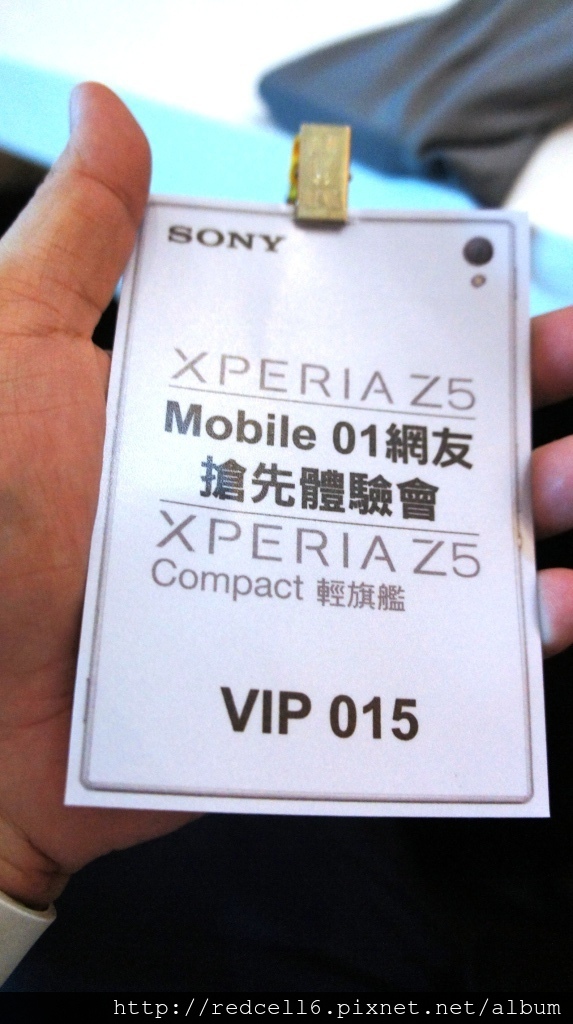 SONY
XPERIA Z5
Mobile 01網友
搶先體驗會
XPERIA Z5
Compact 輕旗艦
VIP 015
http://redcell6.pixnet.net/album